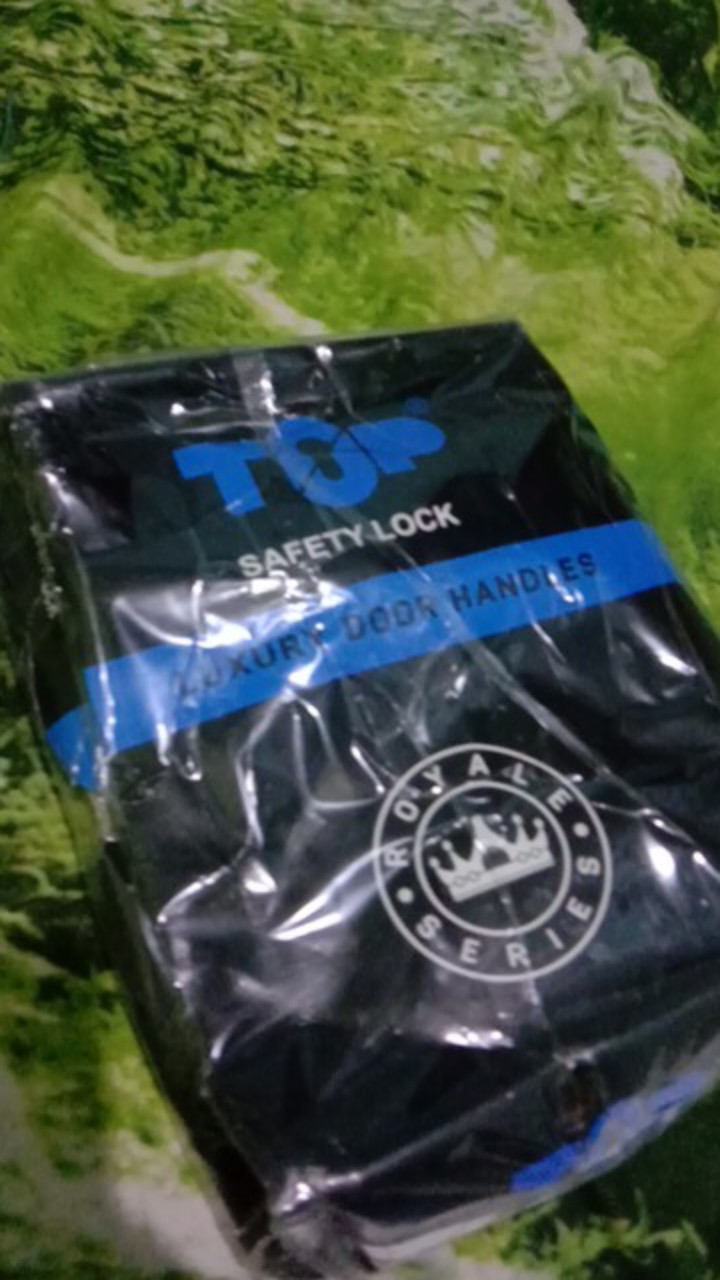 TOP
SAFETY LOCK
LUXURY DOOR HANDLES
ROYALE
SERIES